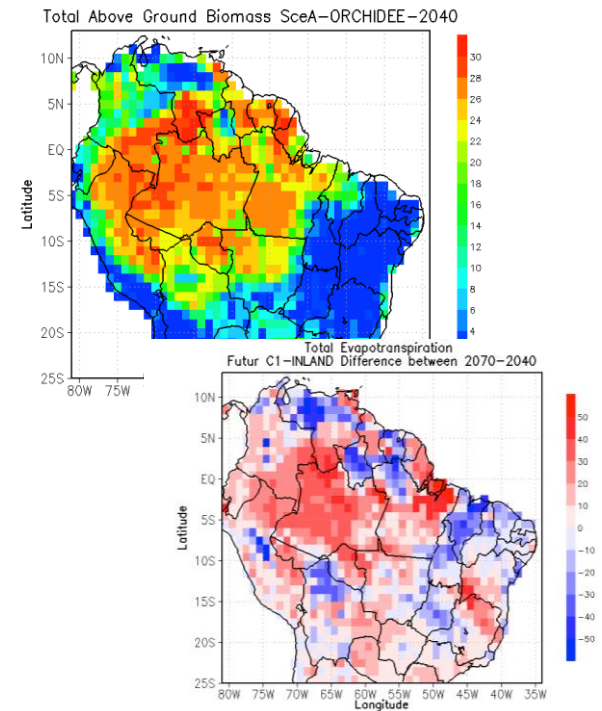 Total Above Ground Biomass SceA-ORCHIDEE-2040
10N
5N
EQ
5S
10S
15S
20S
25S
Latitude
80W 75W
30
28
26
24
22
20
18
16
14
12
10
8
6
4
Total Evapotranspiration
Futur C1-INLAND Difference between 2070-2040
10N
5N
EQ
5S
10S
15S
20S
25S
Latitude
80W 75W 70W 65W 60W 55W 50W 45W 40W 35W
Longitude
50
40
30
20
10
0
-10
-20
-30
-40
-50